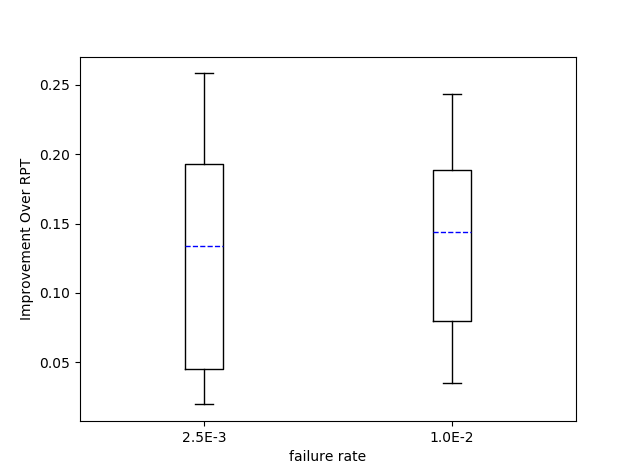 Improvement Over RPT
0.25
0.20
0.15
0.10
0.05
2.5E-3
1.0E-2
failure rate